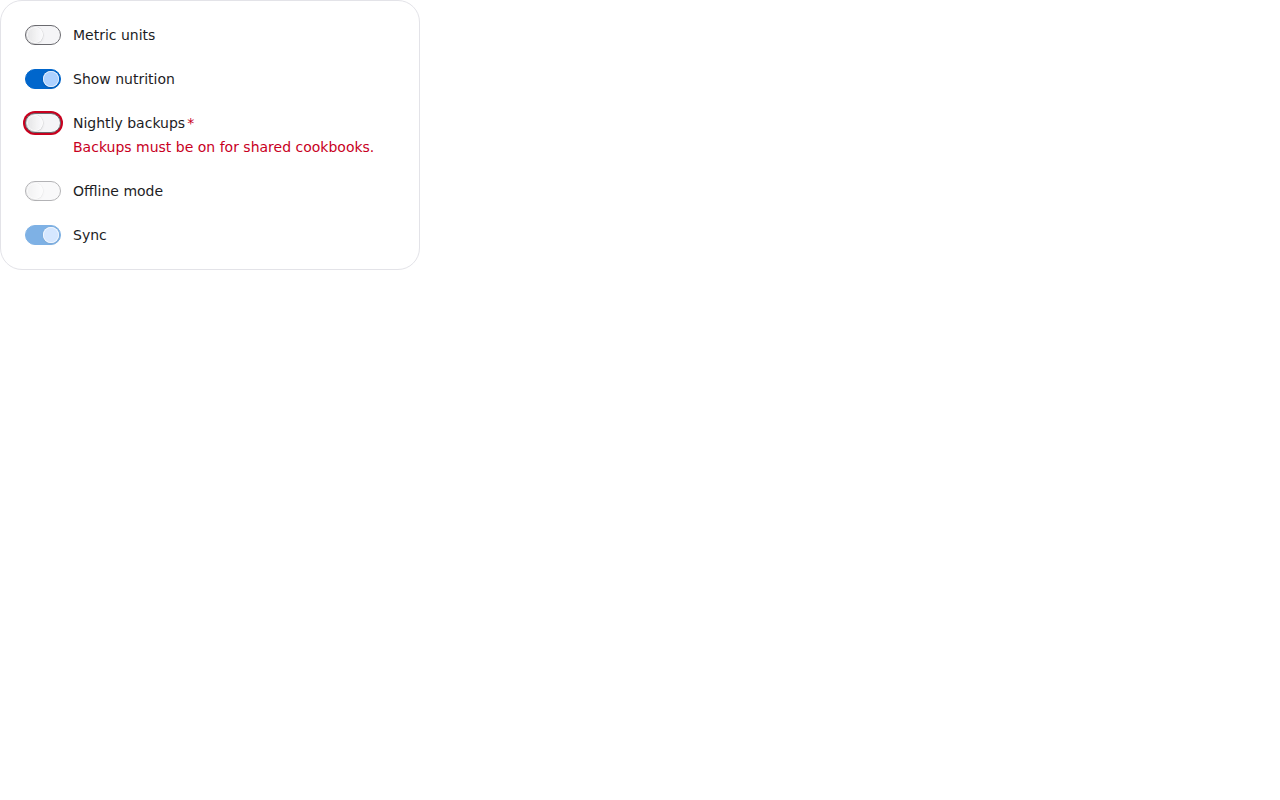 Metric units
Show nutrition
Nightly backups*
Backups must be on for shared cookbooks.
Offline mode
Sync